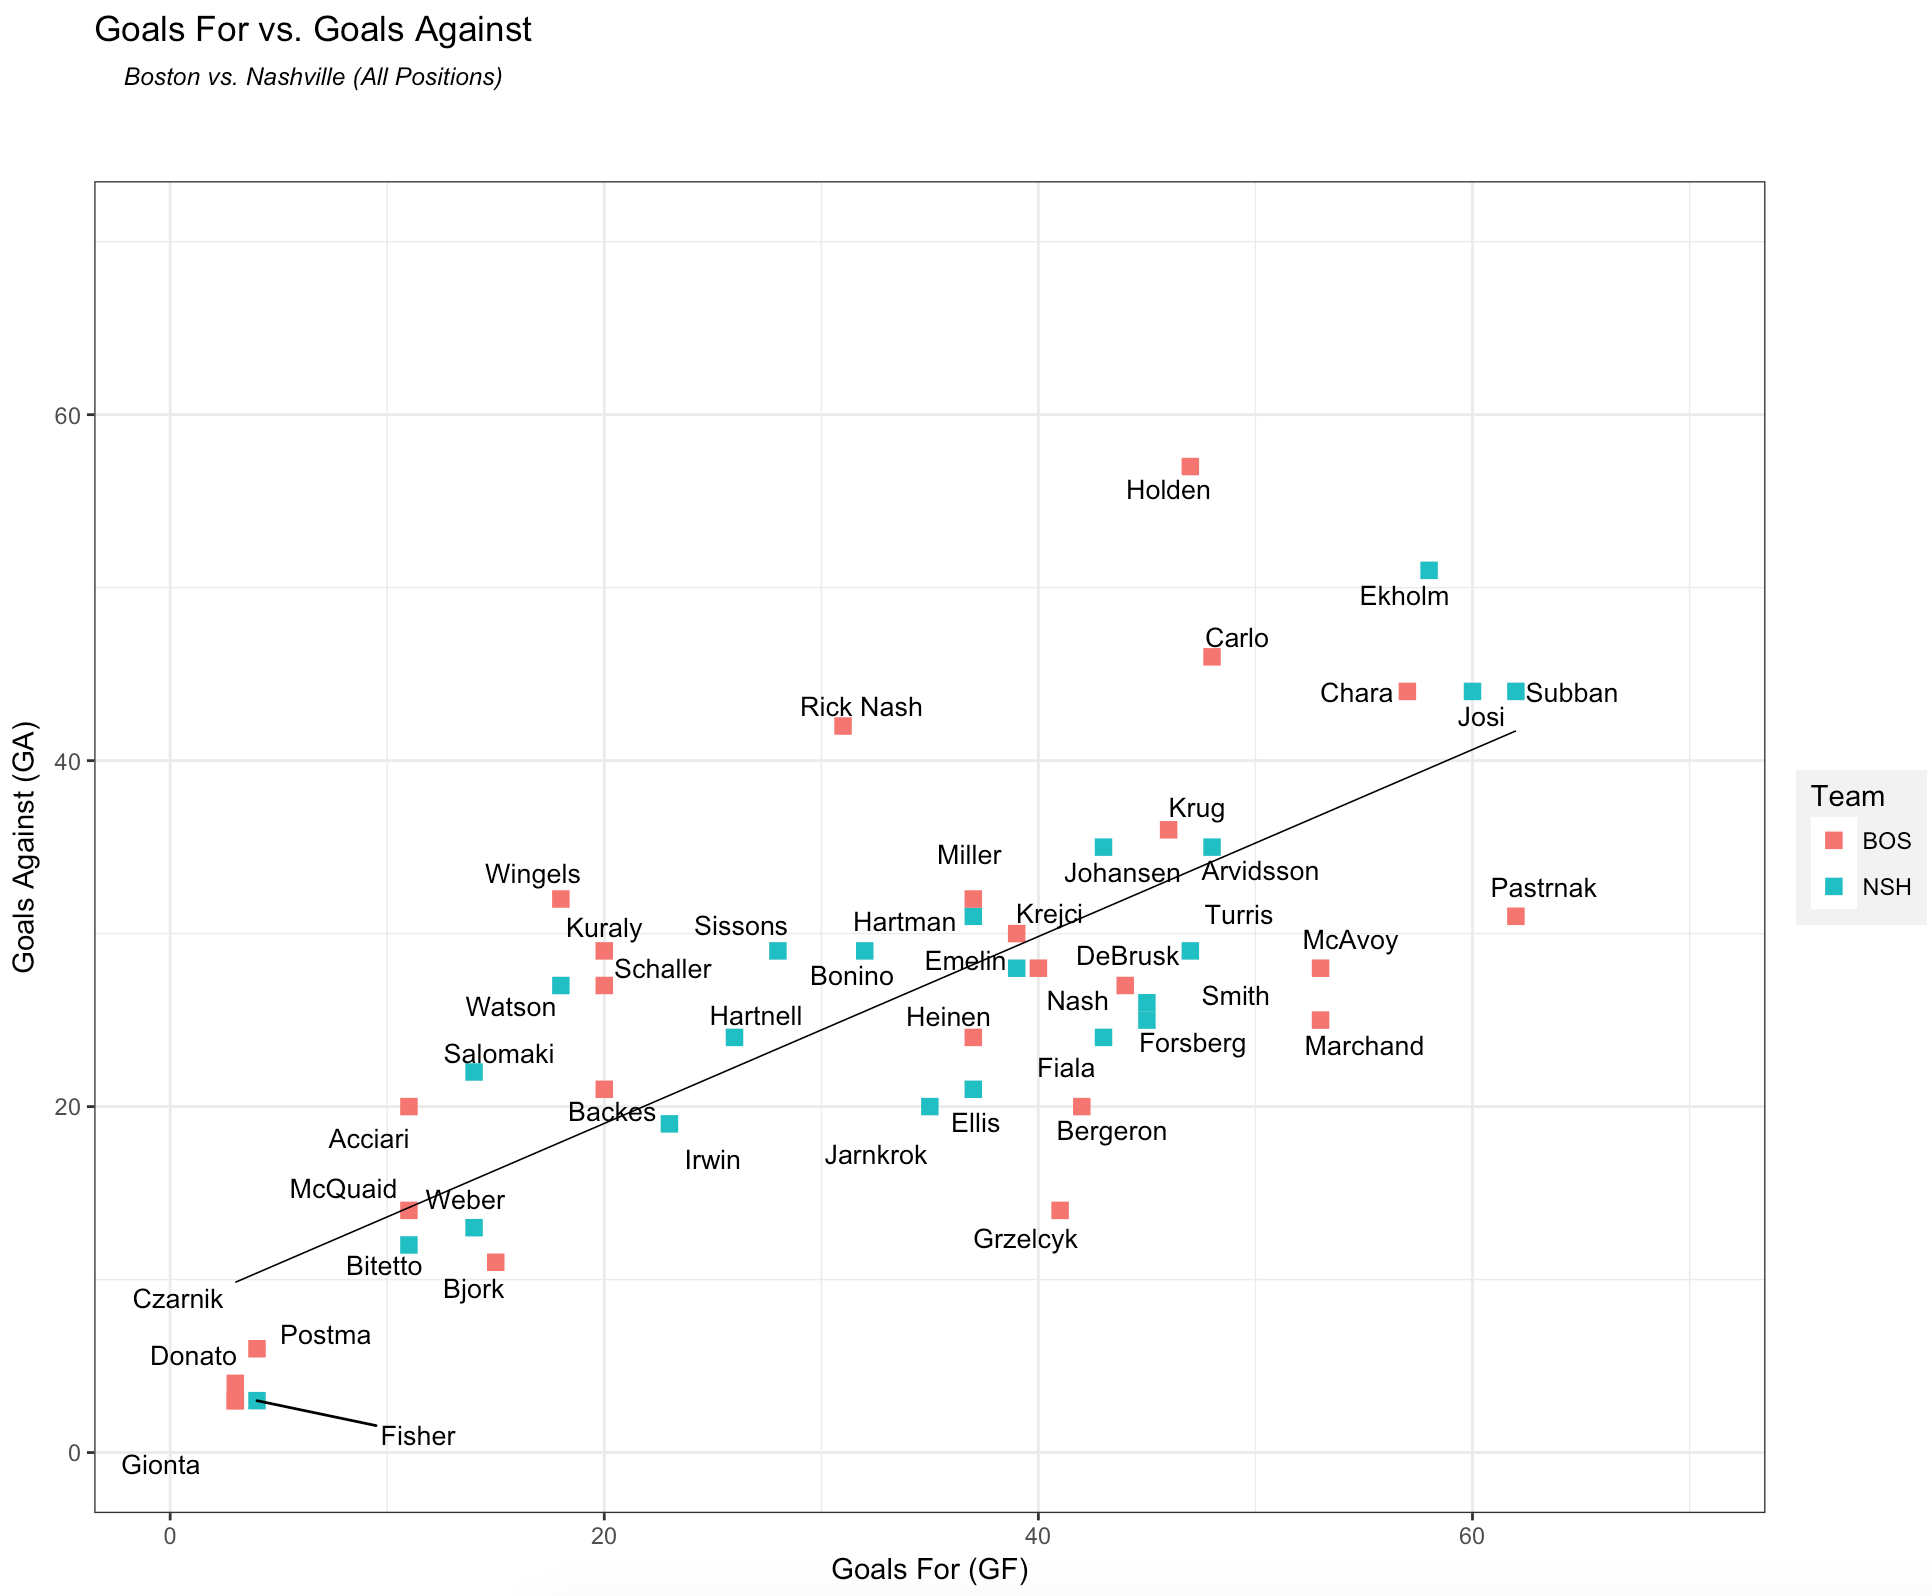 Goals For vs. Goals Against
Boston vs. Nashville (All Positions)
60
40
20
0
Goals Against (GA)
Holden
Ekholm
Carlo
Chara
Subban
Josi
Rick Nash
Krug
Miller
Johansen
Arvidsson
Wingels
Pastrnak
Kuraly
Sissons
Hartman
Krejci
Turris
McAvoy
Schaller
Bonino
Emelin
DeBrusk
Watson
Hartnell
Heinen
Nash
Smith
Salomaki
Forsberg
Marchand
Fiala
Backes
Ellis
Bergeron
Acciari
Irwin
Jarnkrok
McQuaid
Weber
Grzelcyk
Bitetto
Bjork
Czarnik
Postma
Donato
Fisher
Gionta
0
20
40
60
Goals For (GF)
Team
BOS
NSH